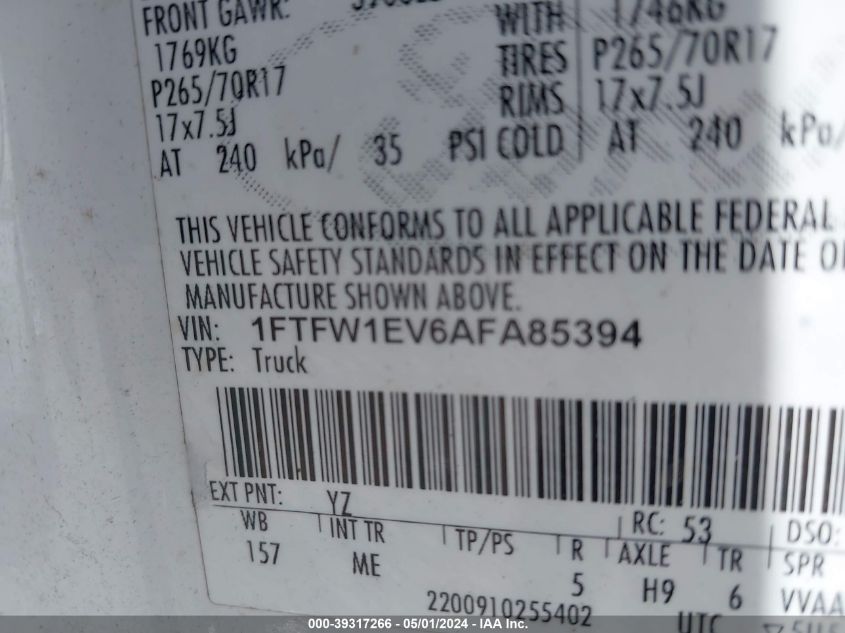 FRONT GAWR: WITH 1746KG
1769KG TIRES P265/70R17
P265/70R17 RIMS 17x7.5J
17x7.5J PSI COLD AT 240 kPa/
AT 240 kPa/ 35
THIS VEHICLE CONFORMS TO ALL APPLICABLE FEDERAL
VEHICLE SAFETY STANDARDS IN EFFECT ON THE DATE
MANUFACTURE SHOWN ABOVE.
VIN: 1FTFW1EV6AFA85394
TYPE: Truck
EXT PNT: YZ RC: 53 DSO:
WB INT TR TP/PS R AXLE TR SPR
157 ME 5 H9 6 VVAA
2200910255402 UTC
000-39317266 - 05/01/2024 - IAA Inc.